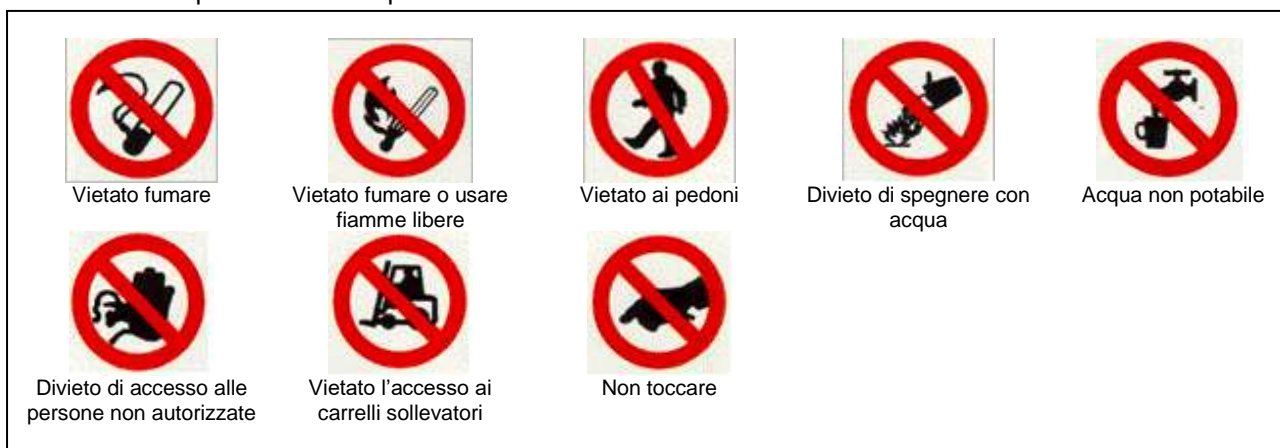 Vietato fumare
Vietato fumare o usare
fiamme libere
Vietato ai pedoni
Divieto di spegnere con
acqua
Acqua non potabile
Divieto di accesso alle
persone non autorizzate
Vietato l'accesso ai
carrelli sollevatori
Non toccare